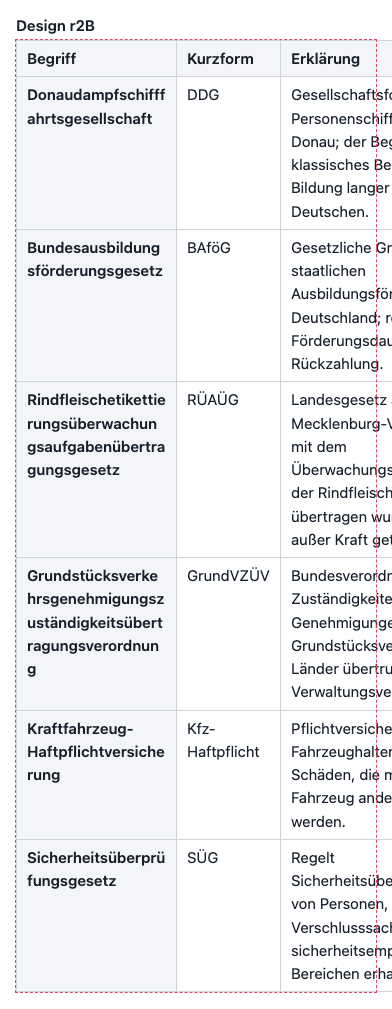 Design r2B
Begriff
Kurzform
Erklärung
Donaudampfschifff
ahrtsgesellschaft
DDG
Gesellschaftsfo
Personenschiff
Donau; der Beg
klassisches Be
Bildung langer
Deutschen.
Bundesausbildung
sförderungsgesetz
BAföG
Gesetzliche Gr
staatlichen
Ausbildungsför
Deutschland; r
Förderungsdau
Rückzahlung.
Rindfleischetikettie
rungsüberwachun
gsaufgabenübertra
gungsgesetz
RÜAÜG
Landesgesetz
Mecklenburg-V
mit dem
Überwachungs
der Rindfleisch
übertragen wu
außer Kraft get
Grundstücksverke
hrsgenehmigungsz
uständigkeitsübert
ragungsverordnun
g
GrundVZÜV
Bundesverordn
Zuständigkeite
Genehmigunge
Grundstücksve
Länder übertru
Verwaltungsve
Kraftfahrzeug-
Haftpflichtversiche
rung
Kfz-
Haftpflicht
Pflichtversiche
Fahrzeughalter
Schäden, die m
Fahrzeug ande
werden.
Sicherheitsüberprü
fungsgesetz
SÜG
Regelt
Sicherheitsübe
von Personen,
Verschlusssach
sicherheitsemp
Bereichen erha